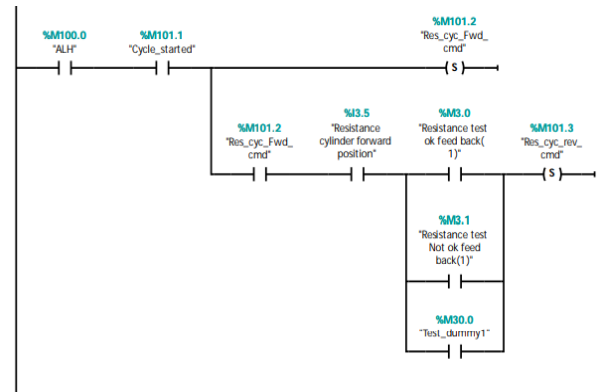 %M100.0
"ALH"
%M101.1
"Cycle_started"
%M101.2
"Res_cyc_Fwd_
cmd"
( S )
%M101.2
"Res_cyc_Fwd_
cmd"
%I3.5
"Resistance
cylinder forward
position"
%M3.0
"Resistance test
ok feed back(
1)"
%M101.3
"Res_cyc_rev_
cmd"
( S )
%M3.1
"Resistance test
Not ok feed
back(1)"
%M30.0
"Test_dummy1"